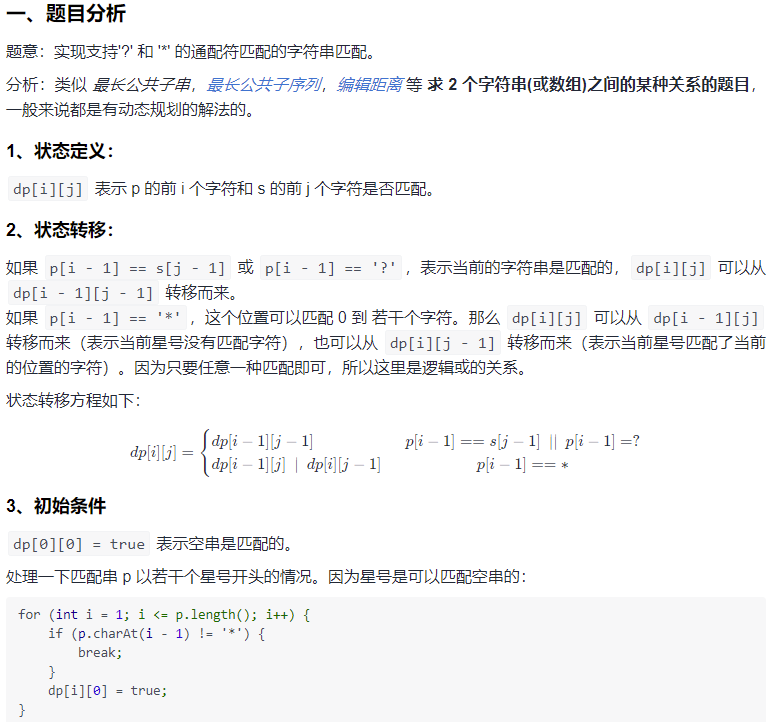 一、题目分析
题意：实现支持'?' 和 '*' 的通配符匹配的字符串匹配。
分析：类似 最长公共子串，最长公共子序列，编辑距离 等 求 2 个字符串(或数组)之间的某种关系的题目，
一般来说都是有动态规划的解法的。
1、状态定义：
dp[i][j] 表示 p 的前 i 个字符和 s 的前 j 个字符是否匹配。
2、状态转移：
如果 p[i - 1] == s[j - 1] 或 p[i - 1] == '?' ，表示当前的字符串是匹配的， dp[i][j] 可以从
dp[i - 1][j - 1] 转移而来。
如果 p[i - 1] == '*' ，这个位置可以匹配 0 到 若干个字符。那么 dp[i][j] 可以从 dp[i - 1][j]
转移而来（表示当前星号没有匹配字符），也可以从 dp[i][j - 1] 转移而来（表示当前星号匹配了当前
的位置的字符）。因为只要任意一种匹配即可，所以这里是逻辑或的关系。
状态转移方程如下：
dp[i][j] = { dp[i − 1][j − 1] p[i − 1] == s[j − 1] || p[i − 1] =?
dp[i − 1][j] | dp[i][j − 1] p[i − 1] == ∗
3、初始条件
dp[0][0] = true 表示空串是匹配的。
处理一下匹配串 p 以若干个星号开头的情况。因为星号是可以匹配空串的：
for (int i = 1; i <= p.length(); i++) {
    if (p.charAt(i - 1) != '*') {
        break;
    }
    dp[i][0] = true;
}